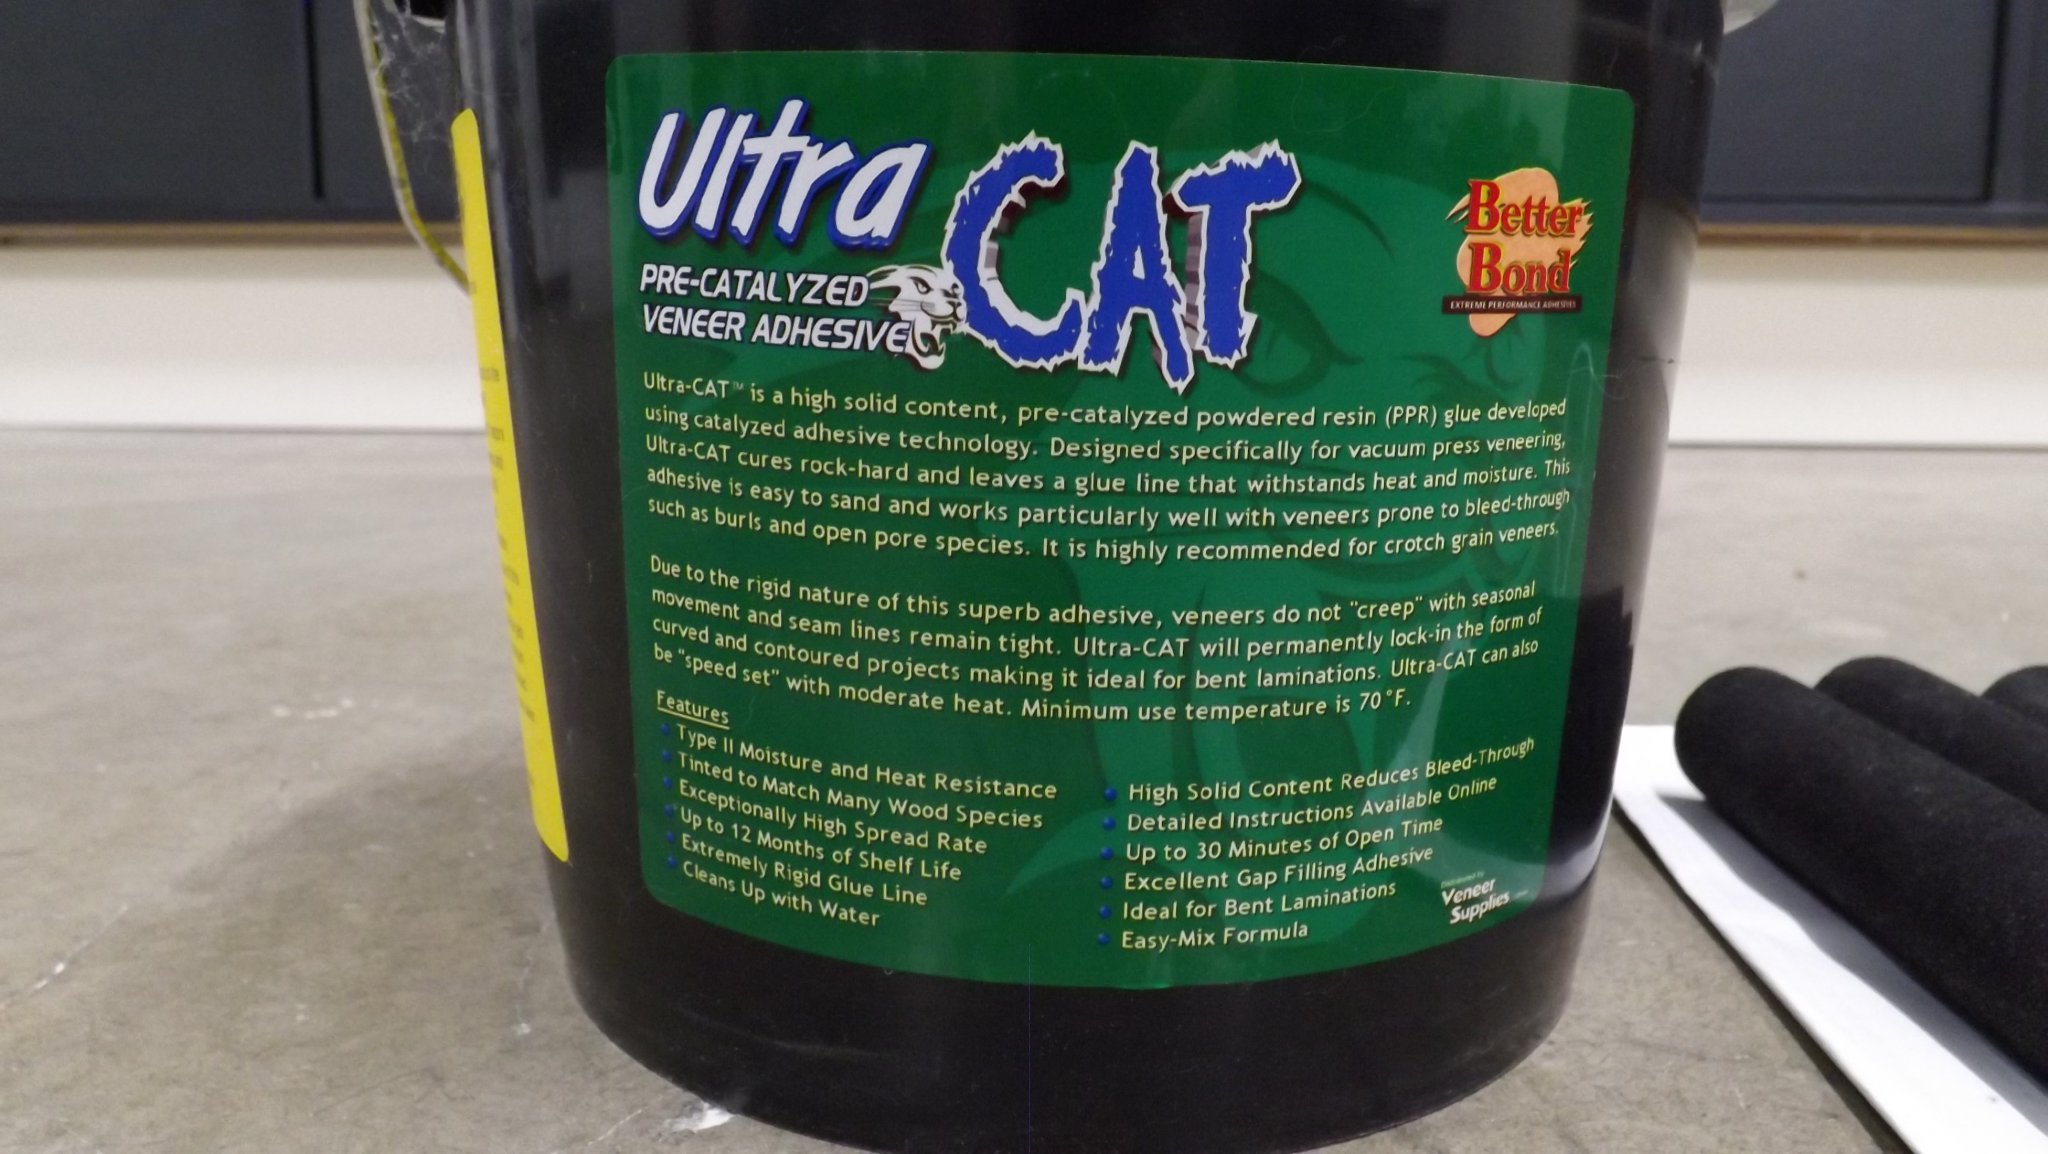 Ultra CAT
PRE-CATALYZED
VENEER ADHESIVE
Better
Bond
EXTREME PERFORMANCE ADHESIVES
Ultra-CAT™ is a high solid content, pre-catalyzed powdered resin (PPR) glue developed
using catalyzed adhesive technology. Designed specifically for vacuum press veneering,
Ultra-CAT cures rock-hard and leaves a glue line that withstands heat and moisture. This
adhesive is easy to sand and works particularly well with veneers prone to bleed-through
such as burls and open pore species. It is highly recommended for crotch grain veneers.
Due to the rigid nature of this superb adhesive, veneers do not "creep" with seasonal
movement and seam lines remain tight. Ultra-CAT will permanently lock-in the form of
curved and contoured projects making it ideal for bent laminations. Ultra-CAT can also
be "speed set" with moderate heat. Minimum use temperature is 70°F.
Features
Type II Moisture and Heat Resistance
Tinted to Match Many Wood Species
Exceptionally High Spread Rate
Up to 12 Months of Shelf Life
Extremely Rigid Glue Line
Cleans Up with Water
High Solid Content Reduces Bleed-Through
Detailed Instructions Available Online
Up to 30 Minutes of Open Time
Excellent Gap Filling Adhesive
Ideal for Bent Laminations
Easy-Mix Formula
Distributed by
Veneer
Supplies